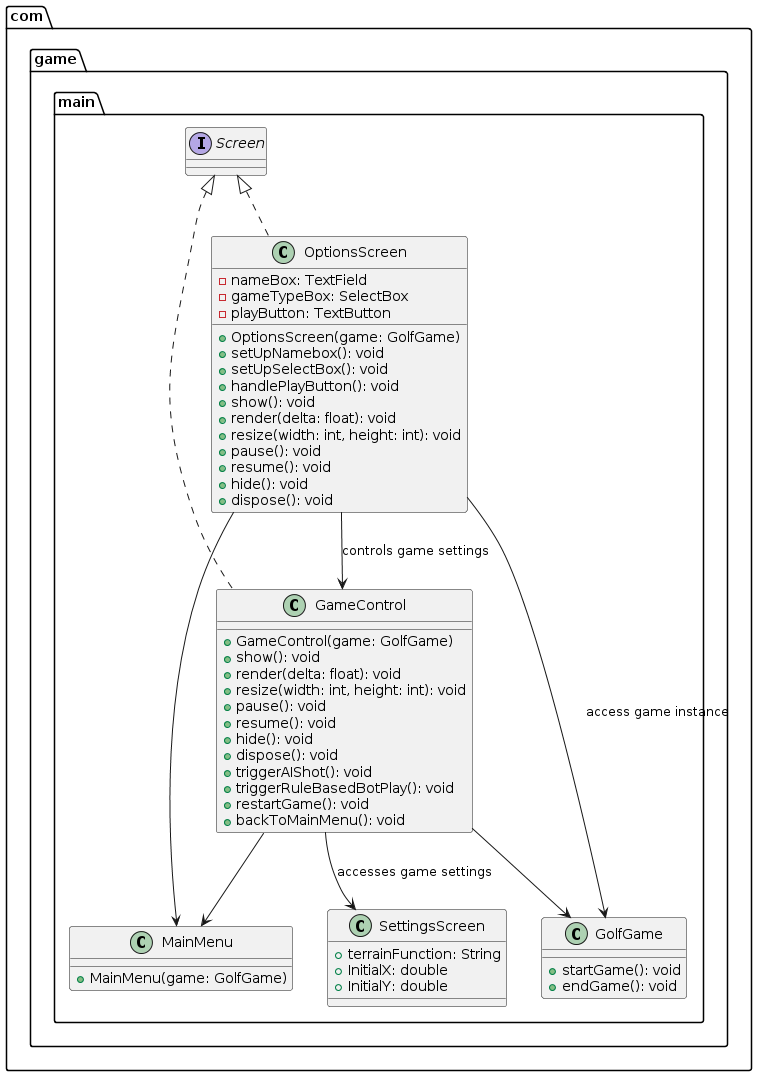 com
game
main
I Screen
C OptionsScreen
nameBox: TextField
gameTypeBox: SelectBox
playButton: TextButton
OptionsScreen(game: GolfGame)
setUpNamebox(): void
setUpSelectBox(): void
handlePlayButton(): void
show(): void
render(delta: float): void
resize(width: int, height: int): void
pause(): void
resume(): void
hide(): void
dispose(): void
controls game settings
C GameControl
GameControl(game: GolfGame)
show(): void
render(delta: float): void
resize(width: int, height: int): void
pause(): void
resume(): void
hide(): void
dispose(): void
triggerAIShot(): void
triggerRuleBasedBotPlay(): void
restartGame(): void
backToMainMenu(): void
access game instance
accesses game settings
C MainMenu
MainMenu(game: GolfGame)
C SettingsScreen
terrainFunction: String
InitialX: double
InitialY: double
C GolfGame
startGame(): void
endGame(): void